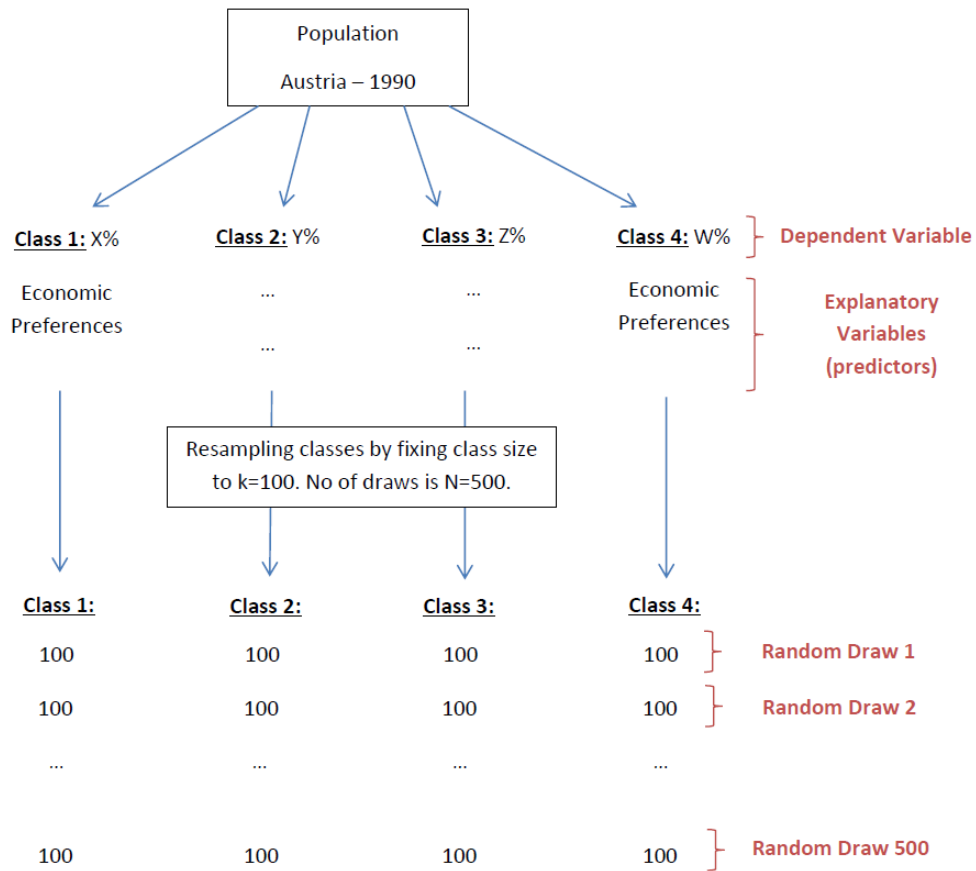 Population
Austria – 1990
Class 1: X% Class 2: Y% Class 3: Z% Class 4: W% Dependent Variable
Economic Preferences ... ... Economic Preferences Explanatory Variables (predictors)
... ...
Resampling classes by fixing class size
to k=100. No of draws is N=500.
Class 1: Class 2: Class 3: Class 4:
100 100 100 100 Random Draw 1
100 100 100 100 Random Draw 2
... ... ... ...
100 100 100 100 Random Draw 500